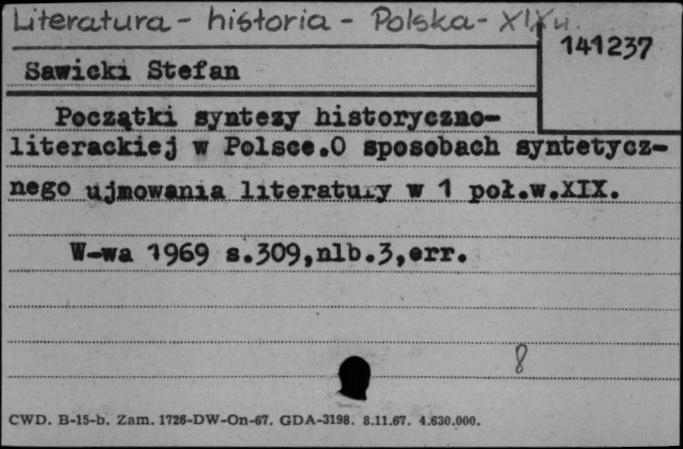 Literatura - historia - Polska - XIX w.
141237
Sawicki Stefan
Początki syntezy historyczno-
literackiej w Polsce.O sposobach syntetycz-
nego ujmowania literatury w 1 poł.w.XIX.
W-wa 1969 s.309,nlb.3,err.
8
CWD. B-15-b. Zam. 1726-DW-On-67. GDA-3198. 8.11.67. 4.630.000.